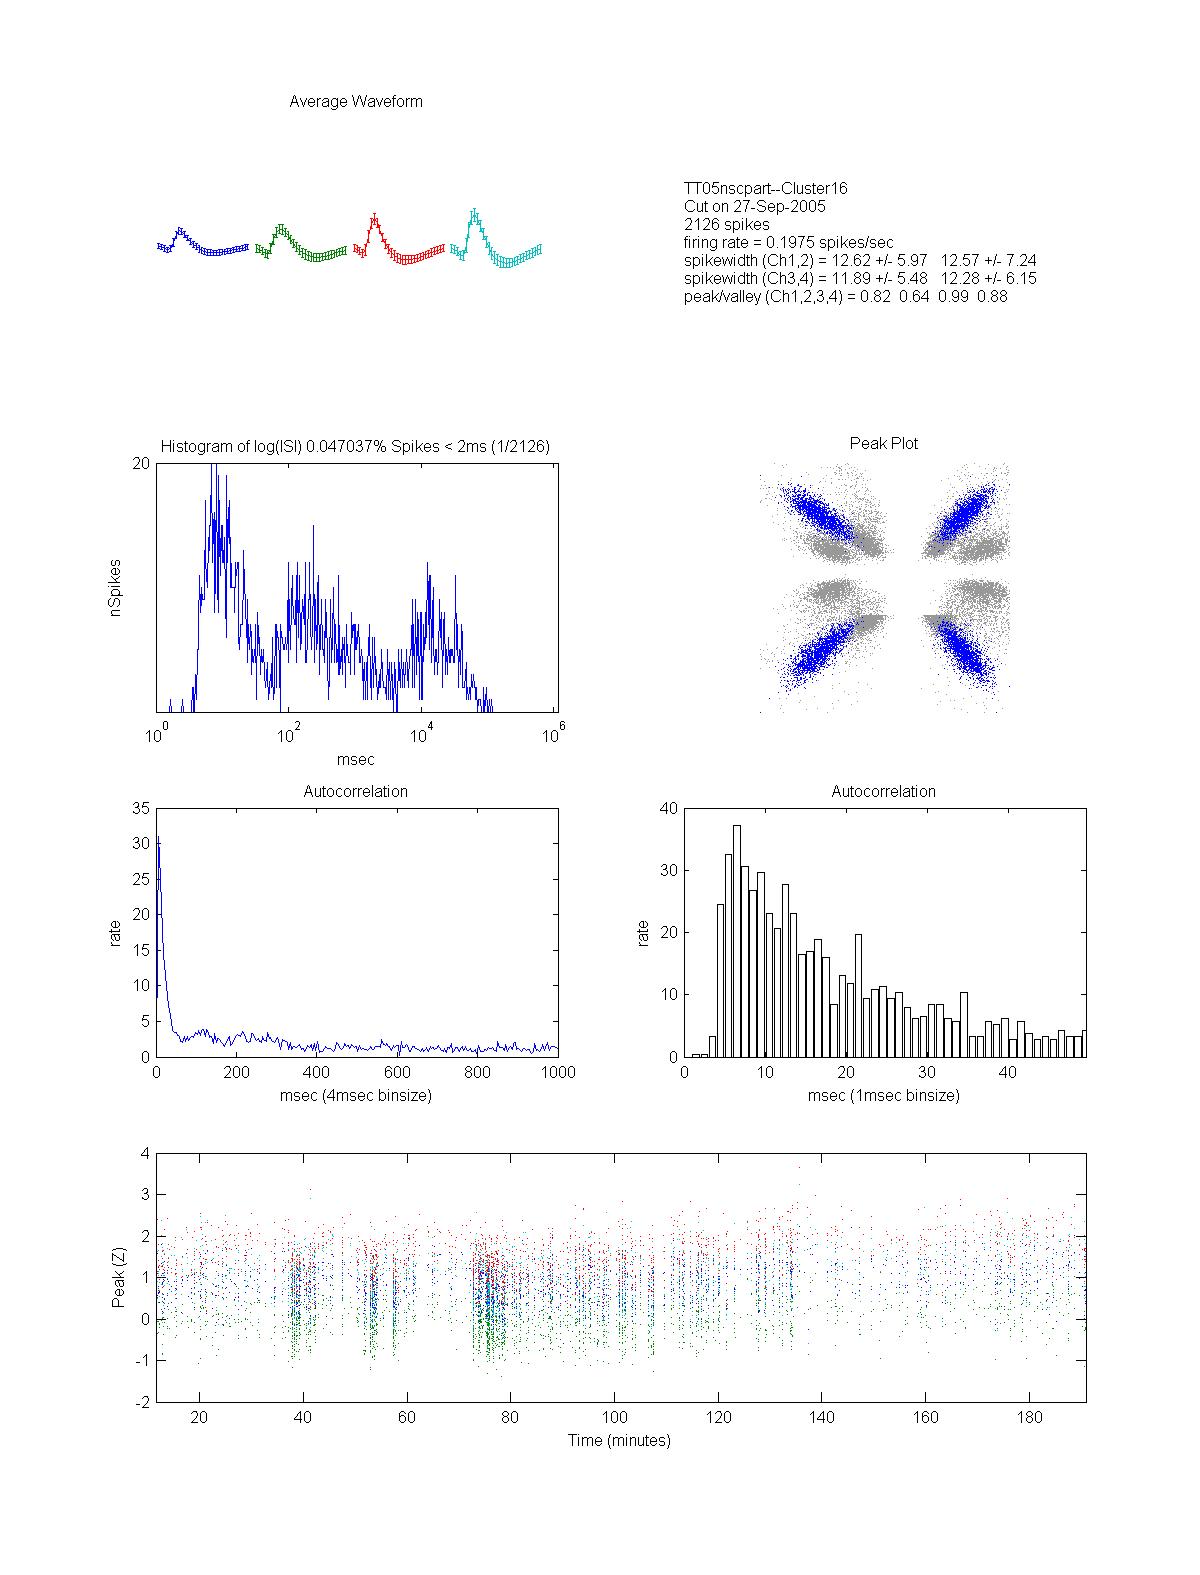 Average Waveform
TT05nscpart--Cluster16
Cut on 27-Sep-2005
2126 spikes
firing rate = 0.1975 spikes/sec
spikewidth (Ch1,2) = 12.62 +/- 5.97 12.57 +/- 7.24
spikewidth (Ch3,4) = 11.89 +/- 5.48 12.28 +/- 6.15
peak/valley (Ch1,2,3,4) = 0.82 0.64 0.99 0.88
Histogram of log(ISI) 0.047037% Spikes < 2ms (1/2126)
20
nSpikes
10^0 10^2 10^4 10^6
msec
Peak Plot
Autocorrelation
35
30
25
20
15
10
5
0
rate
0 200 400 600 800 1000
msec (4msec binsize)
Autocorrelation
40
30
20
10
0
rate
0 10 20 30 40
msec (1msec binsize)
4
3
2
1
0
-1
-2
Peak (Z)
20 40 60 80 100 120 140 160 180
Time (minutes)